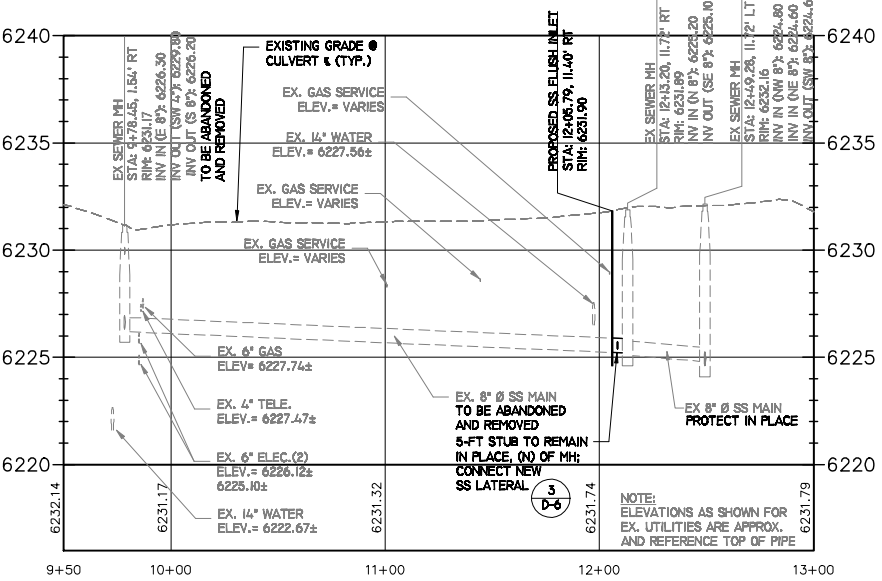 6240
6235
6230
6225
6220
EX SEWER MH
STA: 9+78.45, 1.54' RT
RIM: 6231.17
INV IN (E 8"): 6226.30
INV OUT (SW 4"): 6229.80
INV OUT (S 8"): 6226.20
TO BE ABANDONED
AND REMOVED
EXISTING GRADE @
CULVERT ℄ (TYP.)
EX. GAS SERVICE
ELEV.= VARIES
EX. 14" WATER
ELEV.= 6227.56±
EX. GAS SERVICE
ELEV.= VARIES
EX. GAS SERVICE
ELEV.= VARIES
PROPOSED SS FLUSH INLET
STA: 12+05.79, 11.40' RT
RIM: 6231.90
EX SEWER MH
STA: 12+13.20, 11.72' RT
RIM: 6231.89
INV IN (N 8"): 6225.20
INV OUT (SE 8"): 6225.10
EX SEWER MH
STA: 12+49.28, 11.72' LT
RIM: 6232.16
INV IN (NW 8"): 6224.80
INV IN (NE 8"): 6224.60
INV OUT (SW 8"): 6224.6
6240
6235
6230
6225
6220
EX. 6" GAS
ELEV= 6227.74±
EX. 4" TELE.
ELEV.= 6227.47±
EX. 6" ELEC.(2)
ELEV.= 6226.12±
6225.10±
EX. 14" WATER
ELEV.= 6222.67±
EX. 8" Ø SS MAIN
TO BE ABANDONED
AND REMOVED
5-FT STUB TO REMAIN
IN PLACE, (N) OF MH;
CONNECT NEW
SS LATERAL
3
D-6
EX 8" Ø SS MAIN
PROTECT IN PLACE
NOTE:
ELEVATIONS AS SHOWN FOR
EX. UTILITIES ARE APPROX.
AND REFERENCE TOP OF PIPE
6232.14
6231.17
6231.32
6231.74
6231.79
9+50
10+00
11+00
12+00
13+00